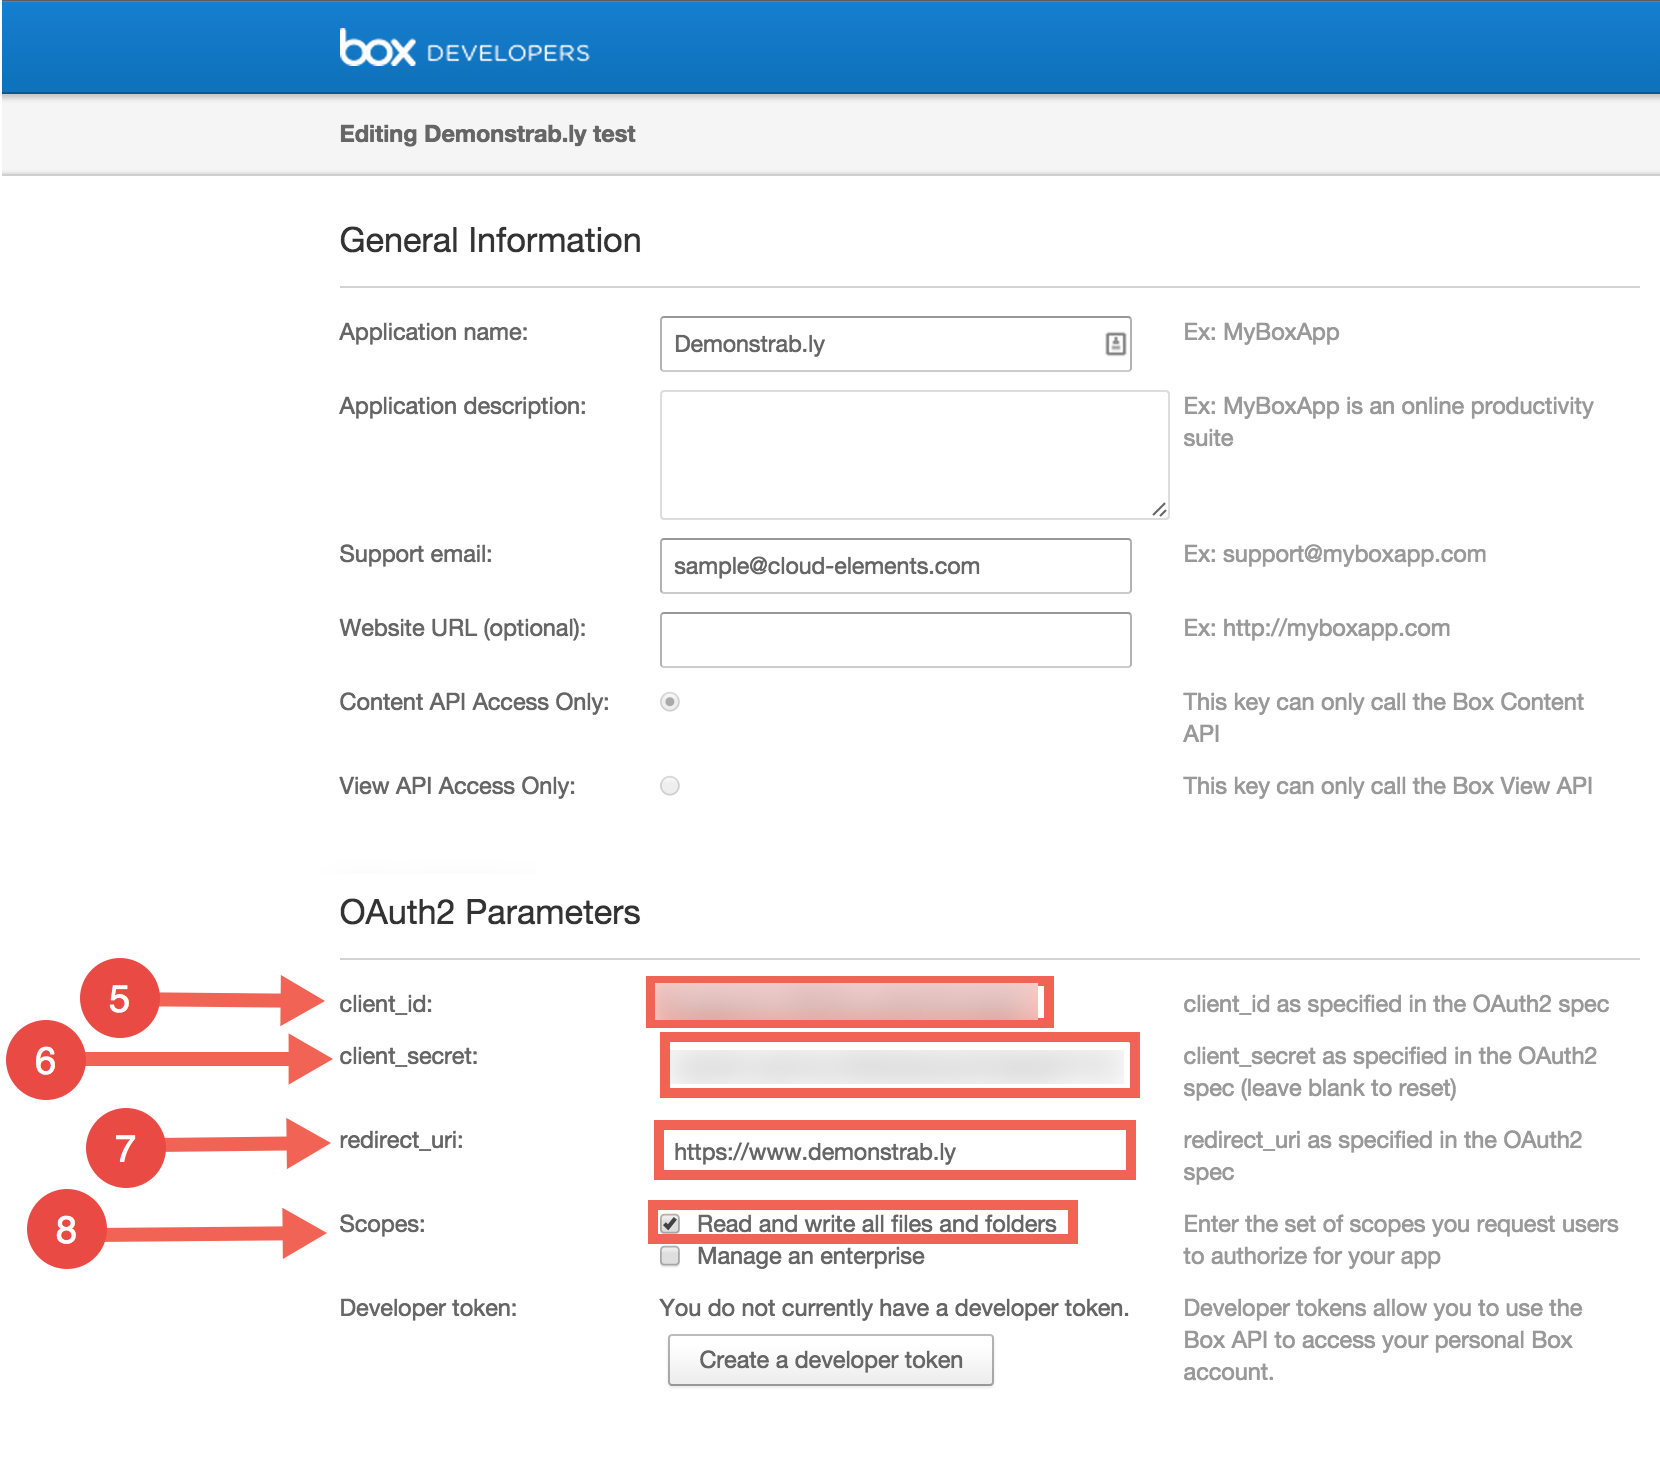 box DEVELOPERS
Editing Demonstrab.ly test
General Information
Application name:
Demonstrab.ly
Ex: MyBoxApp
Application description:
Ex: MyBoxApp is an online productivity
suite
Support email:
sample@cloud-elements.com
Ex: support@myboxapp.com
Website URL (optional):
Ex: http://myboxapp.com
Content API Access Only:
This key can only call the Box Content
API
View API Access Only:
This key can only call the Box View API
OAuth2 Parameters
5
client_id:
client_id as specified in the OAuth2 spec
6
client_secret:
client_secret as specified in the OAuth2
spec (leave blank to reset)
7
redirect_uri:
https://www.demonstrab.ly
redirect_uri as specified in the OAuth2
spec
8
Scopes:
Read and write all files and folders
Manage an enterprise
Enter the set of scopes you request users
to authorize for your app
Developer token:
You do not currently have a developer token.
Create a developer token
Developer tokens allow you to use the
Box API to access your personal Box
account.